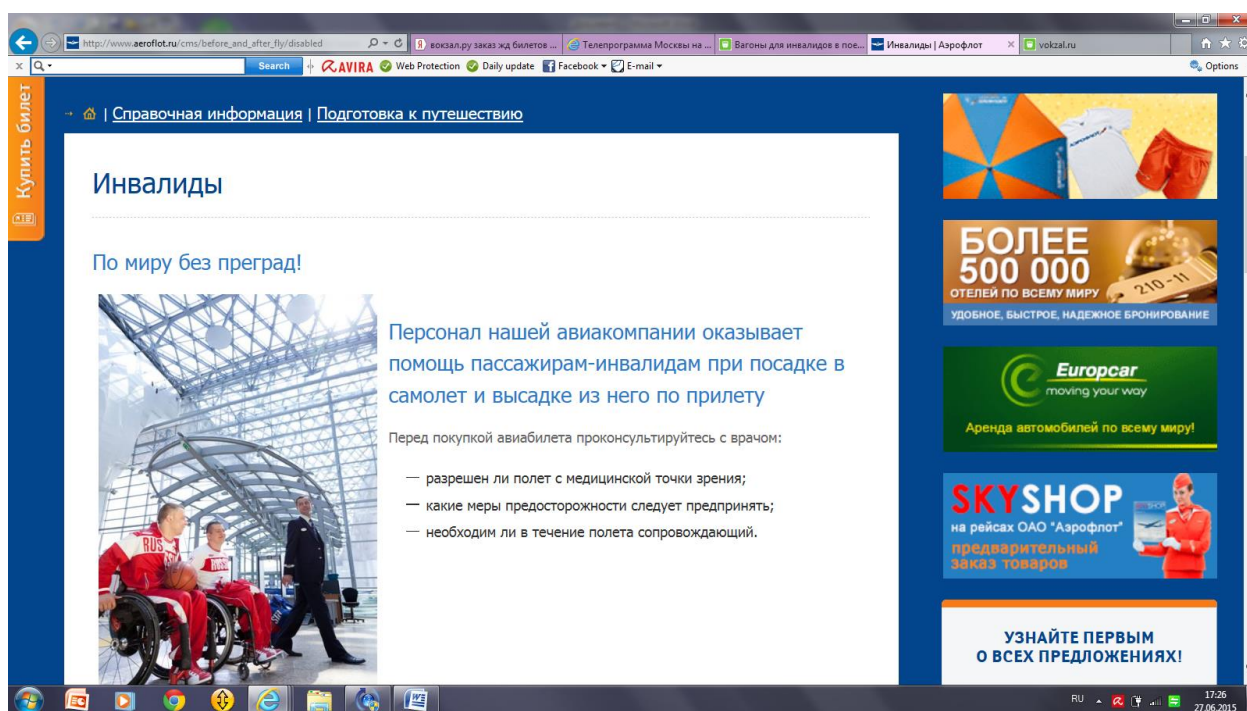 http://www.aeroflot.ru/cms/before_and_after_fly/disabled
вокзал.ру заказ жд билетов ...
Телепрограмма Москвы на ...
Вагоны для инвалидов в пое...
Инвалиды | Аэрофлот
vokzal.ru
Search
AVIRA
Web Protection
Daily update
Facebook
E-mail
Options
Купить билет
| Справочная информация | Подготовка к путешествию
Инвалиды
По миру без преград!
Персонал нашей авиакомпании оказывает
помощь пассажирам-инвалидам при посадке в
самолет и высадке из него по прилету
Перед покупкой авиабилета проконсультируйтесь с врачом:
— разрешен ли полет с медицинской точки зрения;
— какие меры предосторожности следует предпринять;
— необходим ли в течение полета сопровождающий.
RUS
БОЛЕЕ
500 000
ОТЕЛЕЙ ПО ВСЕМУ МИРУ
210-11
УДОБНОЕ, БЫСТРОЕ, НАДЕЖНОЕ БРОНИРОВАНИЕ
Europcar
moving your way
Аренда автомобилей по всему миру!
SKYSHOP
на рейсах ОАО "Аэрофлот"
предварительный
заказ товаров
УЗНАЙТЕ ПЕРВЫМ
О ВСЕХ ПРЕДЛОЖЕНИЯХ!
RU
17:26
27.06.2015